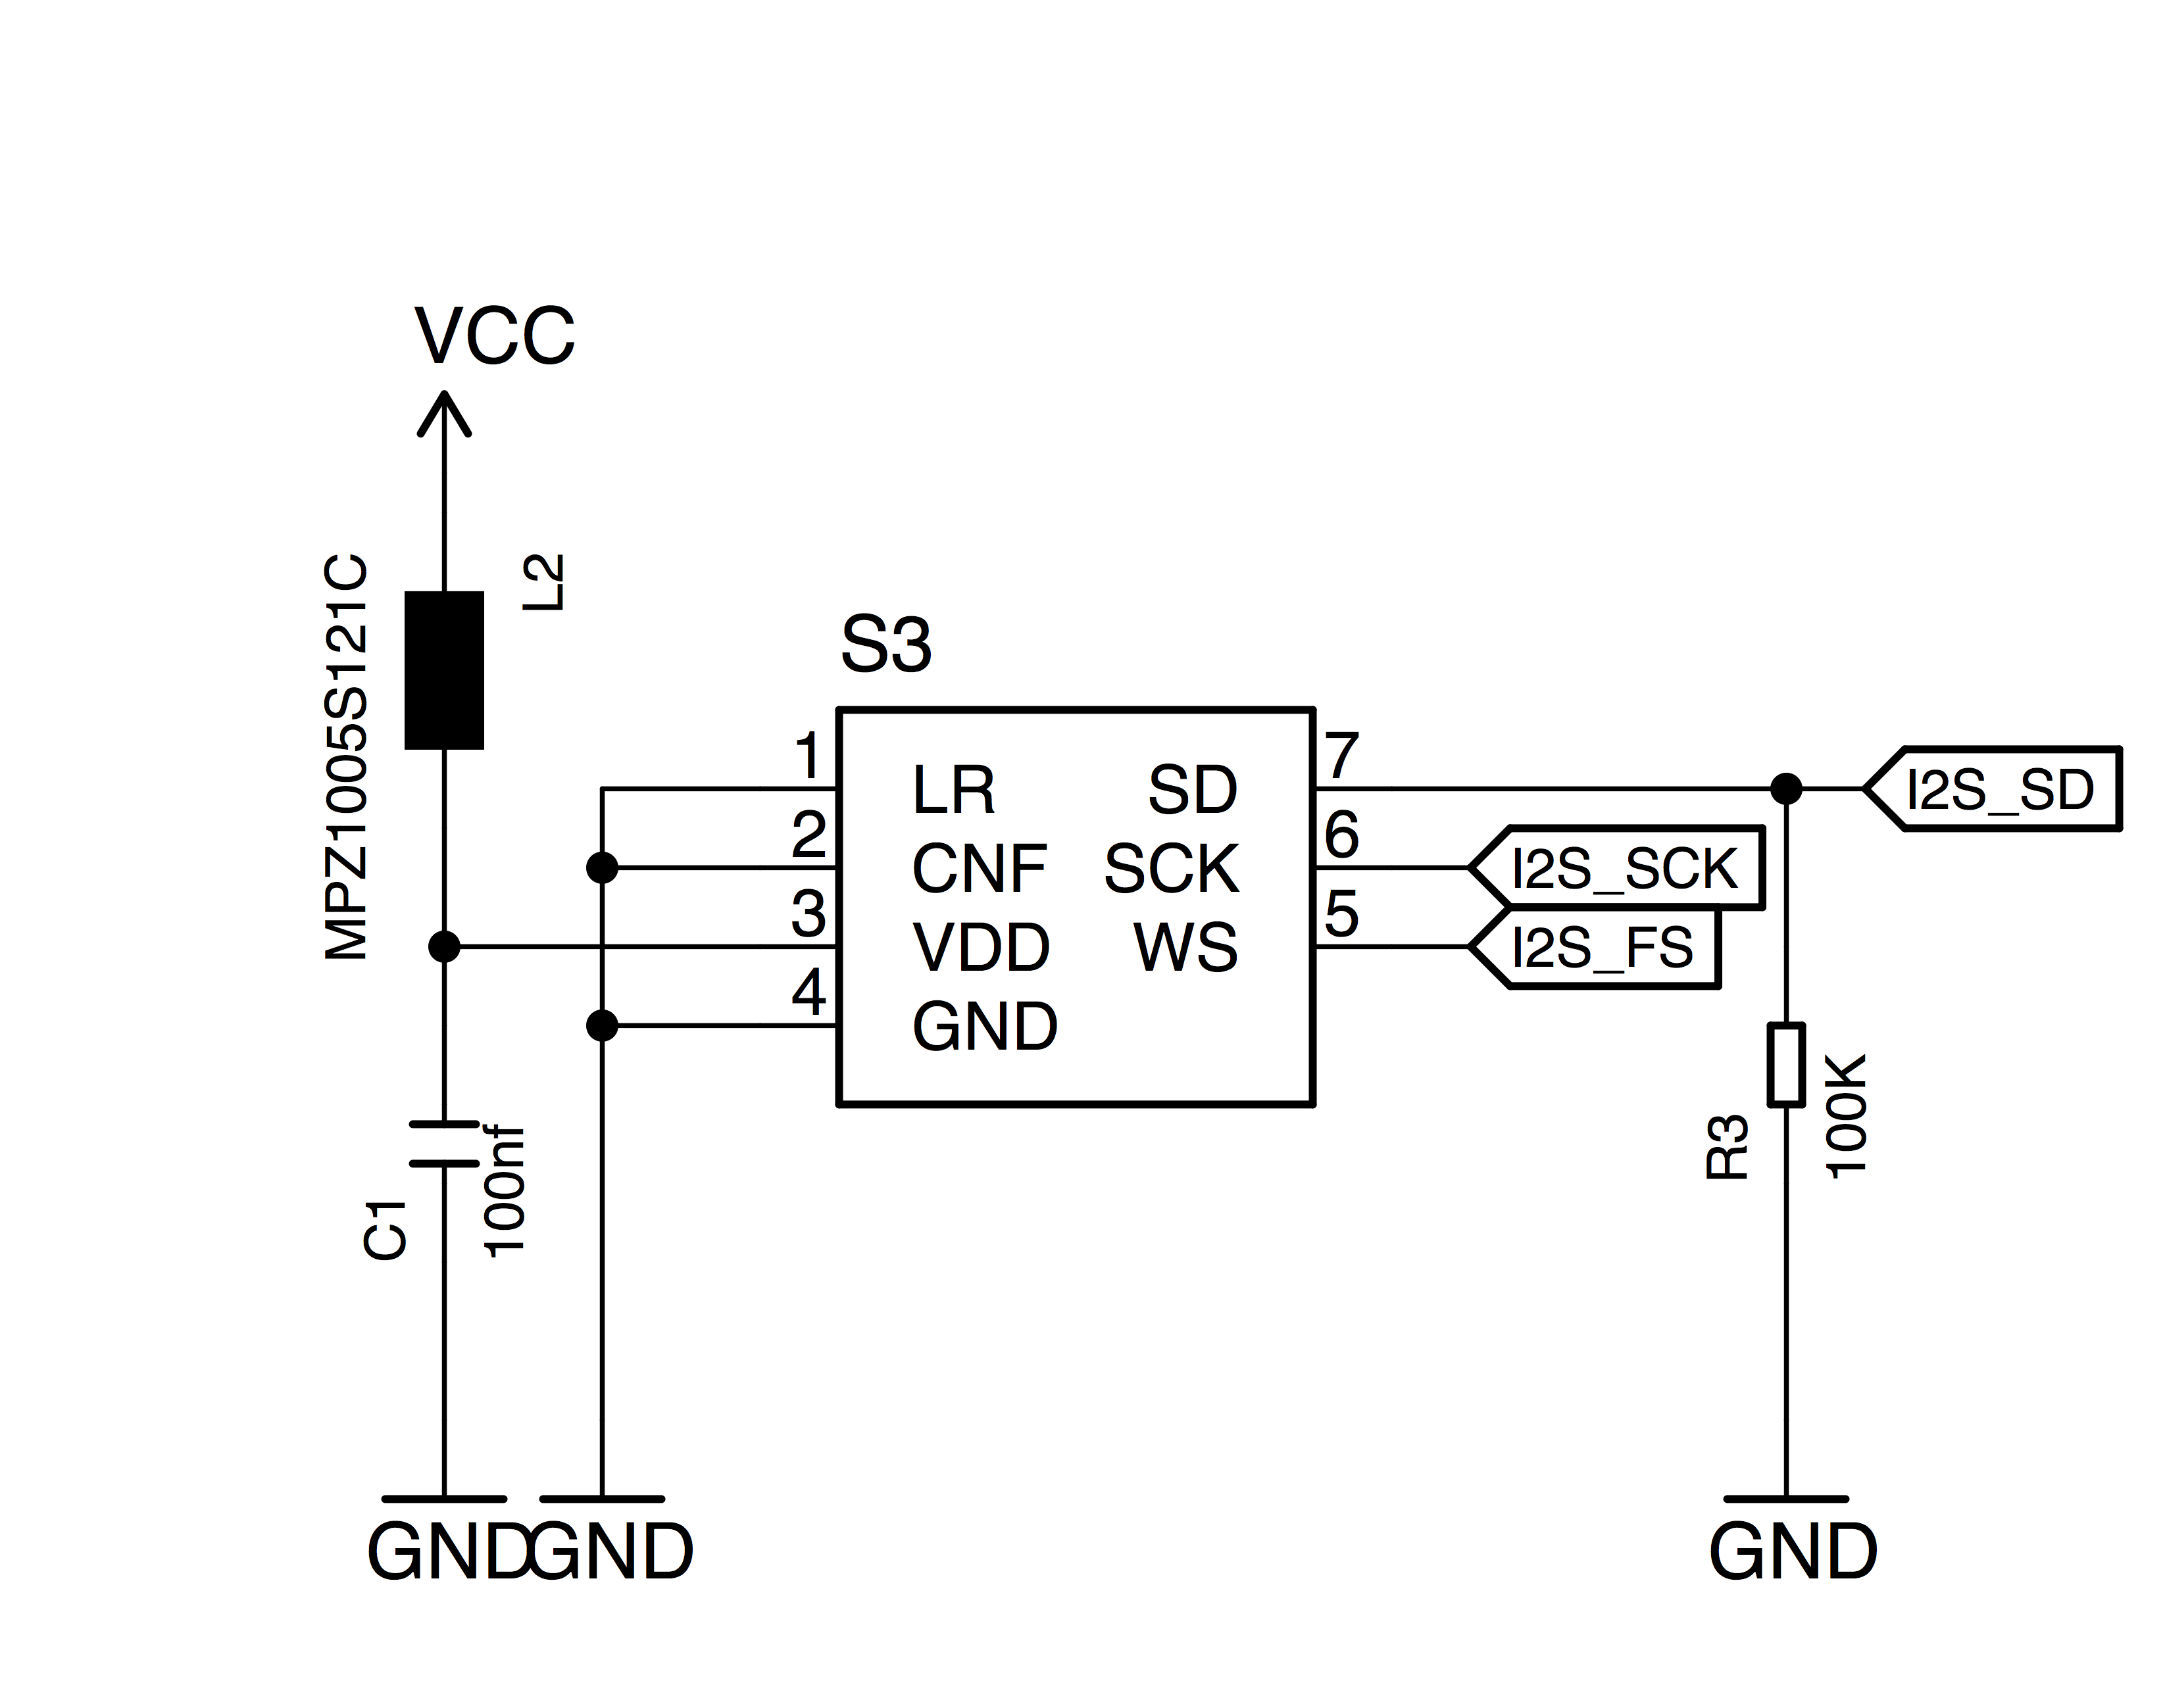 VCC
MPZ1005S121C
L2
S3
1
LR
SD
7
I2S_SD
2
CNF
SCK
6
I2S_SCK
3
VDD
WS
5
I2S_FS
4
GND
C1
100nf
R3
100K
GND
GND
GND